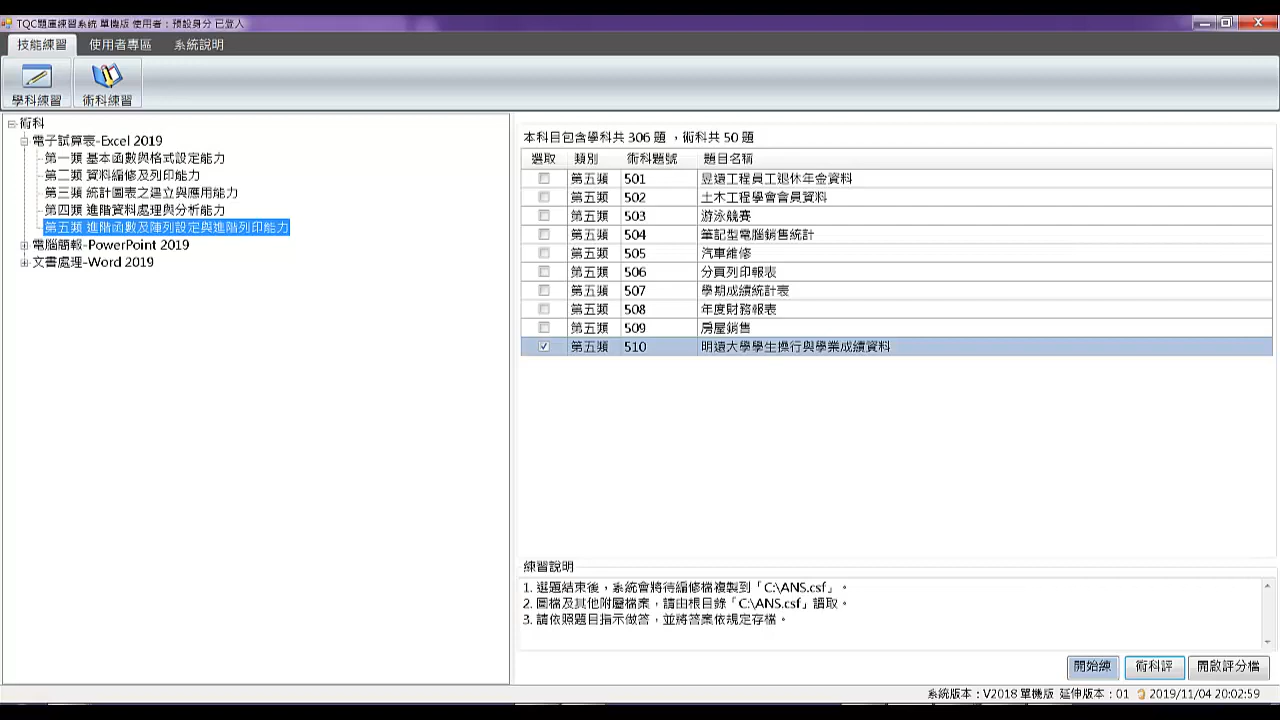 TQC題庫練習系統 單機版 使用者：預設身分 已登入
技能練習 使用者專區 系統說明
學科練習 術科練習
術科
電子試算表-Excel 2019
第一類 基本函數與格式設定能力
第二類 資料編修及列印能力
第三類 統計圖表之建立與應用能力
第四類 進階資料處理與分析能力
第五類 進階函數及陣列設定與進階列印能力
電腦簡報-PowerPoint 2019
文書處理-Word 2019
本科目包含學科共 306 題 ，術科共 50 題
選取 類別 術科題號 題目名稱
第五類 501 昱遠工程員工退休年金資料
第五類 502 土木工程學會會員資料
第五類 503 游泳競賽
第五類 504 筆記型電腦銷售統計
第五類 505 汽車維修
第五類 506 分頁列印報表
第五類 507 學期成績統計表
第五類 508 年度財務報表
第五類 509 房屋銷售
第五類 510 明遠大學學生操行與學業成績資料
練習說明
1. 選題結束後，系統會將待編修檔複製到「C:\ANS.csf」。
2. 圖檔及其他附屬檔案，請由根目錄「C:\ANS.csf」讀取。
3. 請依照題目指示做答，並將答案依規定存檔。
開始練 術科評 開啟評分檔
系統版本：V2018 單機版 延伸版本：01 2019/11/04 20:02:59